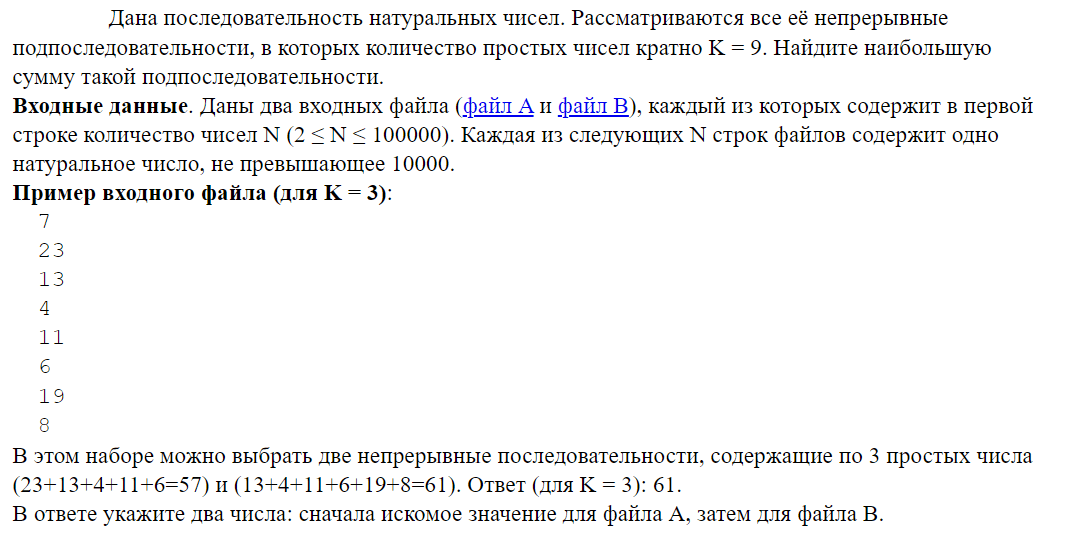 Дана последовательность натуральных чисел. Рассматриваются все её непрерывные
подпоследовательности, в которых количество простых чисел кратно K = 9. Найдите наибольшую
сумму такой подпоследовательности.
Входные данные. Даны два входных файла (файл A и файл B), каждый из которых содержит в первой
строке количество чисел N (2 ≤ N ≤ 100000). Каждая из следующих N строк файлов содержит одно
натуральное число, не превышающее 10000.
Пример входного файла (для K = 3):
7
23
13
4
11
6
19
8
В этом наборе можно выбрать две непрерывные последовательности, содержащие по 3 простых числа
(23+13+4+11+6=57) и (13+4+11+6+19+8=61). Ответ (для K = 3): 61.
В ответе укажите два числа: сначала искомое значение для файла A, затем для файла B.